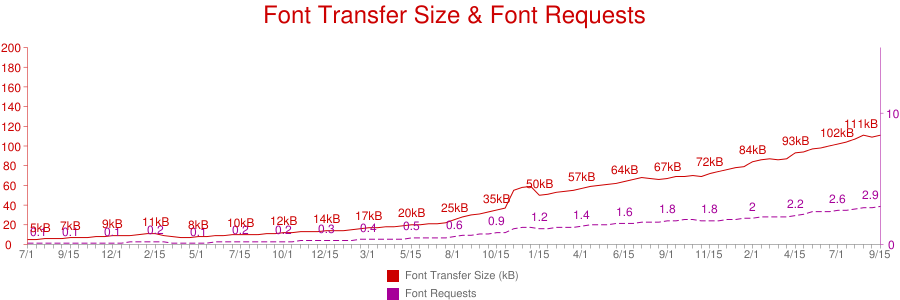 Font Transfer Size & Font Requests
200
180
160
140
120
100
80
60
40
20
0
10
0
5kB 7kB 9kB 11kB 8kB 10kB 12kB 14kB 17kB 20kB 25kB 35kB 50kB 57kB 64kB 67kB 72kB 84kB 93kB 102kB 111kB
0.1 0.1 0.1 0.2 0.1 0.2 0.2 0.3 0.4 0.5 0.6 0.9 1.2 1.4 1.6 1.8 1.8 2 2.2 2.6 2.9
7/1 9/15 12/1 2/15 5/1 7/15 10/1 12/15 3/1 5/15 8/1 10/15 1/15 4/1 6/15 9/1 11/15 2/1 4/15 7/1 9/15
Font Transfer Size (kB)
Font Requests